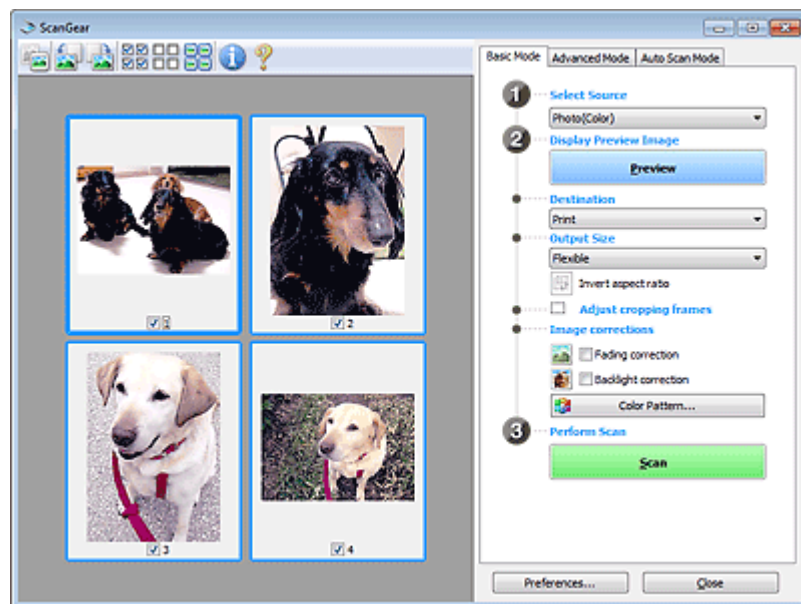 ScanGear
Basic Mode
Advanced Mode
Auto Scan Mode
1
Select Source
Photo(Color)
2
Display Preview Image
Preview
Destination
Print
Output Size
Flexible
Invert aspect ratio
Adjust cropping frames
Image corrections
Fading correction
Backlight correction
Color Pattern...
3
Perform Scan
Scan
Preferences...
Close
1
2
3
4